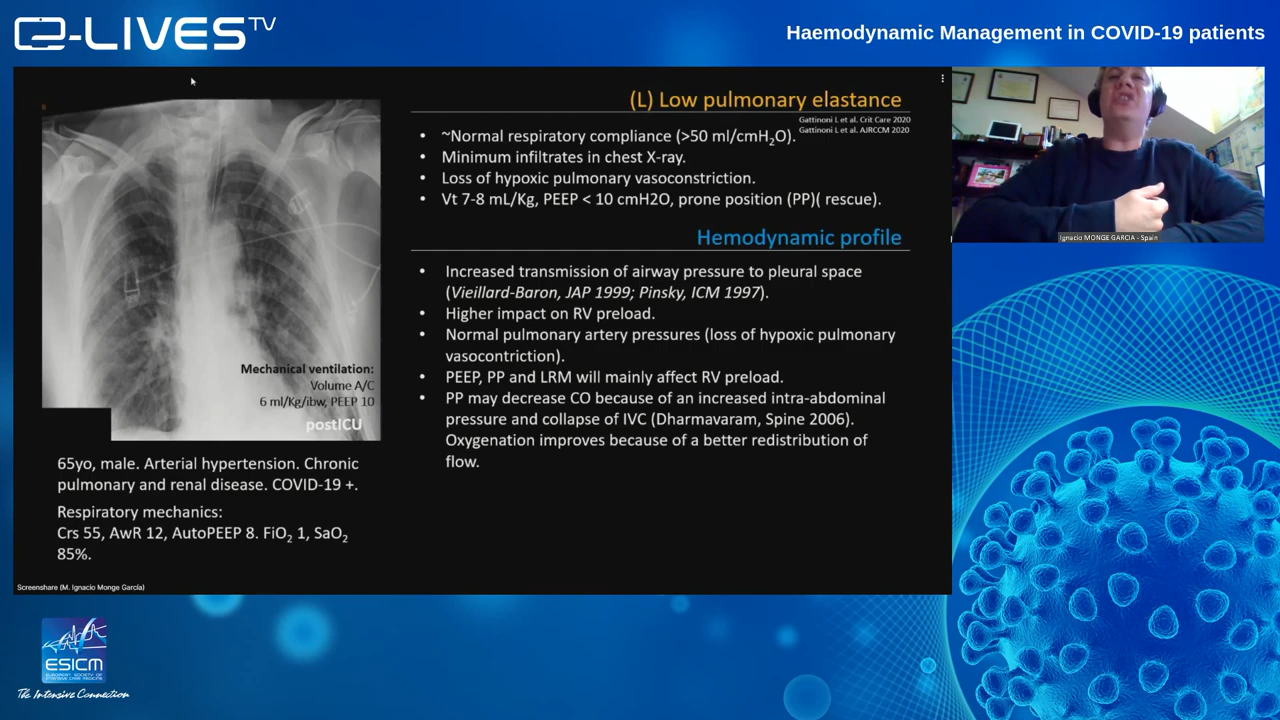 e-LIVES TV
Haemodynamic Management in COVID-19 patients
(L) Low pulmonary elastance
Gattinoni L et al. Crit Care 2020
Gattinoni L et al. AJRCCM 2020
• ~Normal respiratory compliance (>50 ml/cmH₂O).
• Minimum infiltrates in chest X-ray.
• Loss of hypoxic pulmonary vasoconstriction.
• Vt 7-8 mL/Kg, PEEP < 10 cmH2O, prone position (PP)( rescue).
Hemodynamic profile
• Increased transmission of airway pressure to pleural space
(Vieillard-Baron, JAP 1999; Pinsky, ICM 1997).
• Higher impact on RV preload.
• Normal pulmonary artery pressures (loss of hypoxic pulmonary
vasocontriction).
• PEEP, PP and LRM will mainly affect RV preload.
• PP may decrease CO because of an increased intra-abdominal
pressure and collapse of IVC (Dharmavaram, Spine 2006).
Oxygenation improves because of a better redistribution of
flow.
Mechanical ventilation:
Volume A/C
6 ml/Kg/ibw, PEEP 10
postICU
65yo, male. Arterial hypertension. Chronic
pulmonary and renal disease. COVID-19 +.
Respiratory mechanics:
Crs 55, AwR 12, AutoPEEP 8. FiO₂ 1, SaO₂
85%.
Screenshare (M. Ignacio Monge García)
Ignacio MONGE GARCIA - Spain
ESICM
EUROPEAN SOCIETY OF
INTENSIVE CARE MEDICINE
The Intensive Connection